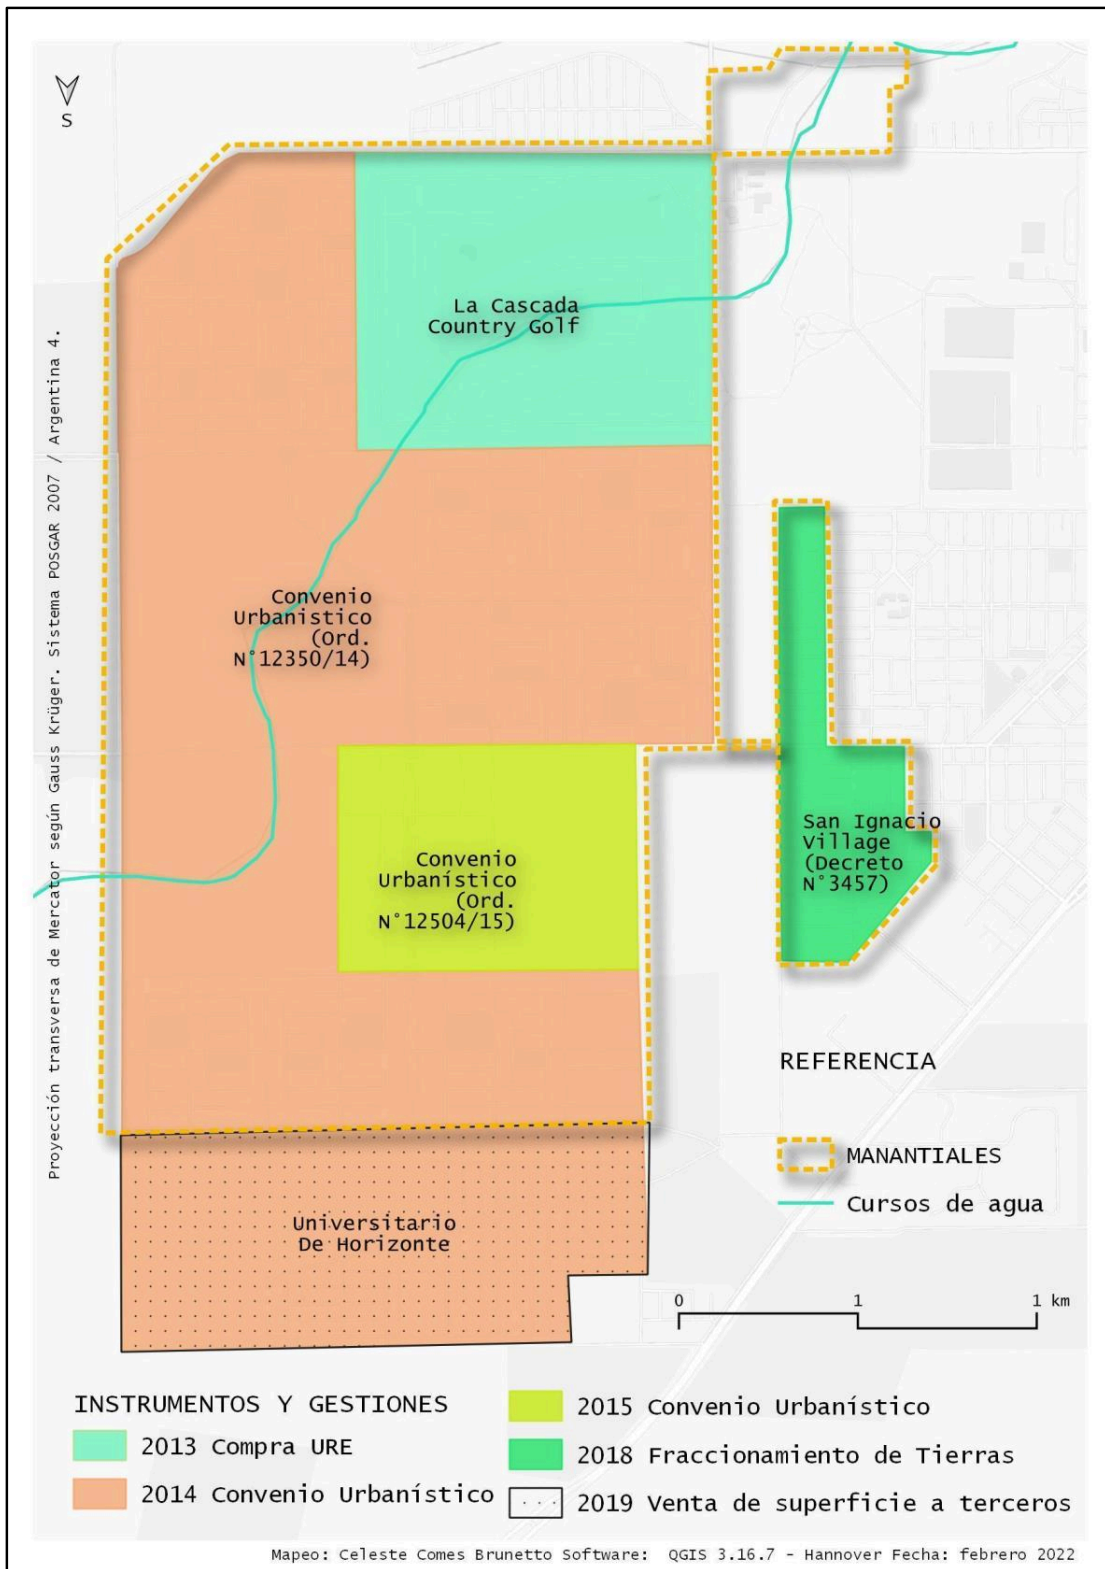 S
La Cascada
Country Golf
Proyección transversa de Mercator según Gauss Krüger. Sistema POSGAR 2007 / Argentina 4.
Convenio
Urbanistico
(Ord.
N°12350/14)
San Ignacio
Village
(Decreto
N°3457)
Convenio
Urbanístico
(Ord.
N°12504/15)
REFERENCIA
MANANTIALES
Cursos de agua
Universitario
De Horizonte
0 1 1 km
INSTRUMENTOS Y GESTIONES
2013 Compra URE
2014 Convenio Urbanístico
2015 Convenio Urbanístico
2018 Fraccionamiento de Tierras
2019 Venta de superficie a terceros
Mapeo: Celeste Comes Brunetto Software: QGIS 3.16.7 - Hannover Fecha: febrero 2022